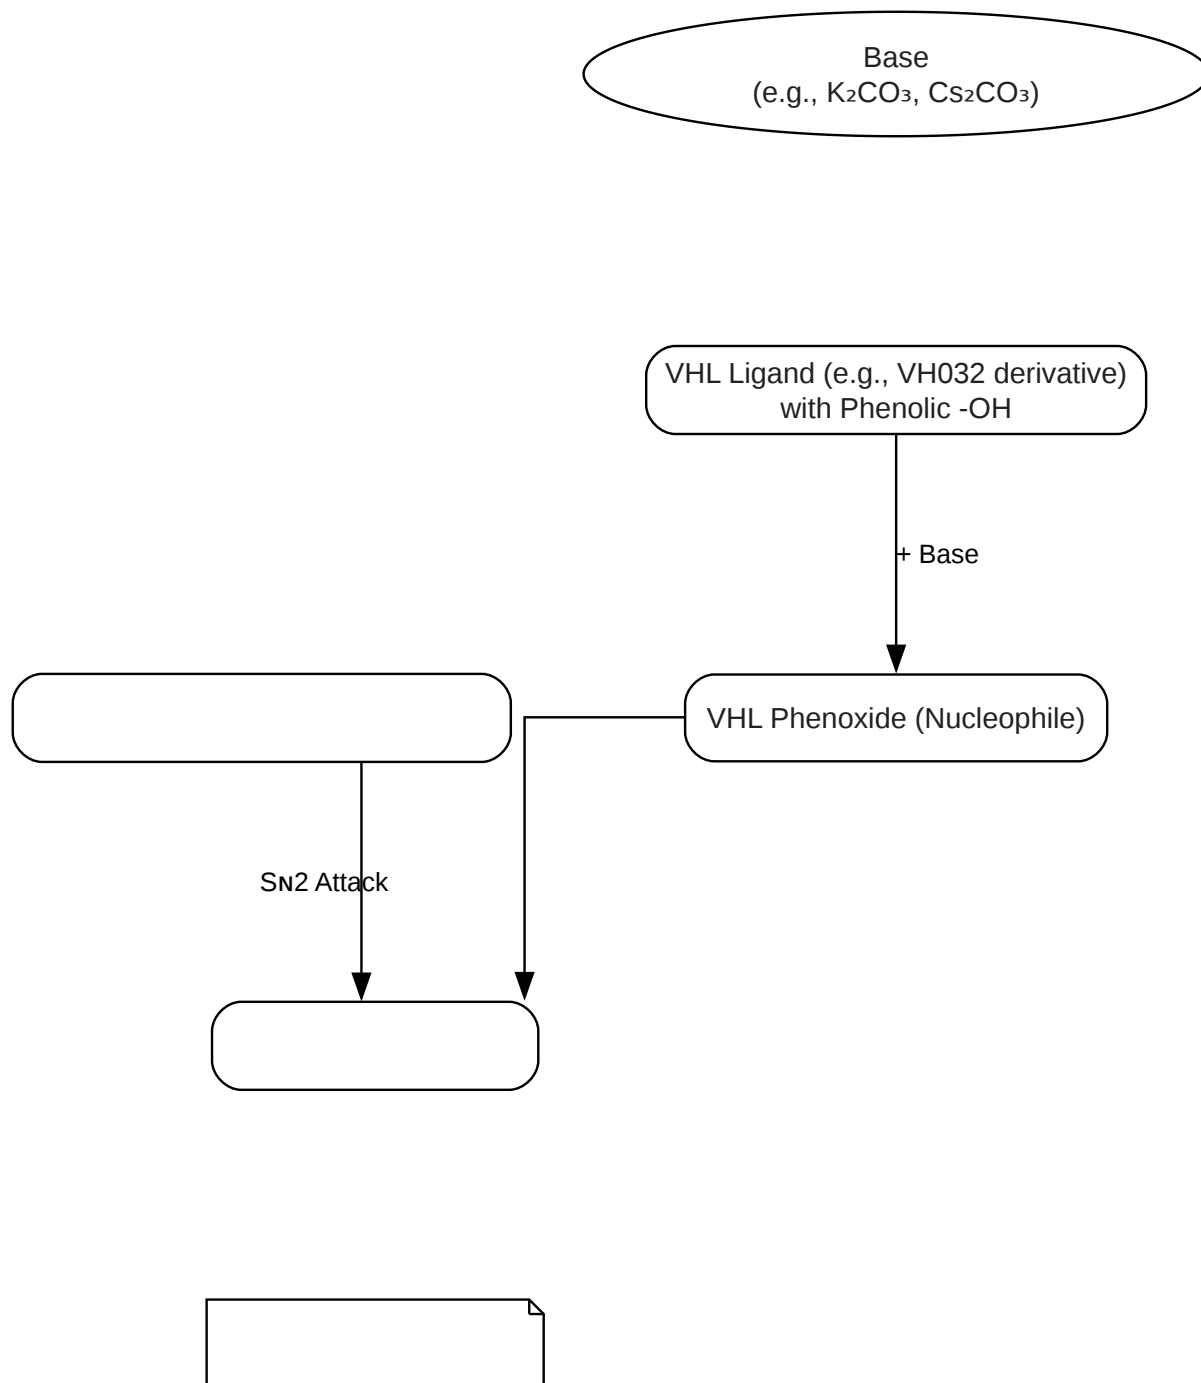 Base
(e.g., K₂CO₃, Cs₂CO₃)
VHL Ligand (e.g., VH032 derivative)
with Phenolic -OH
+ Base
VHL Phenoxide (Nucleophile)
Sɴ2 Attack